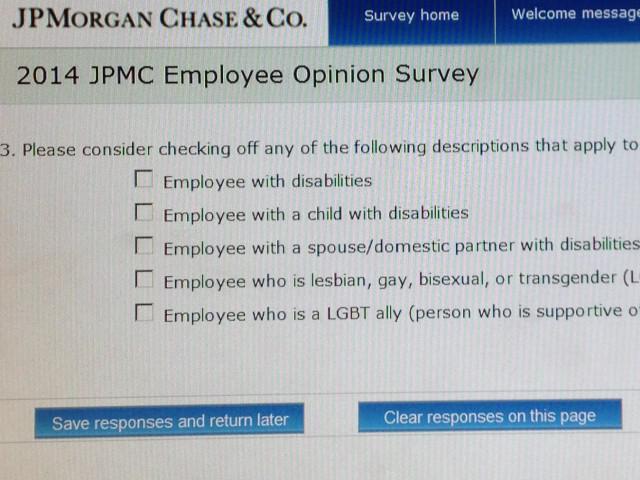 JPMORGAN CHASE & CO.
Survey home
Welcome message
2014 JPMC Employee Opinion Survey
3. Please consider checking off any of the following descriptions that apply to
Employee with disabilities
Employee with a child with disabilities
Employee with a spouse/domestic partner with disabilities
Employee who is lesbian, gay, bisexual, or transgender (L
Employee who is a LGBT ally (person who is supportive o
Save responses and return later
Clear responses on this page